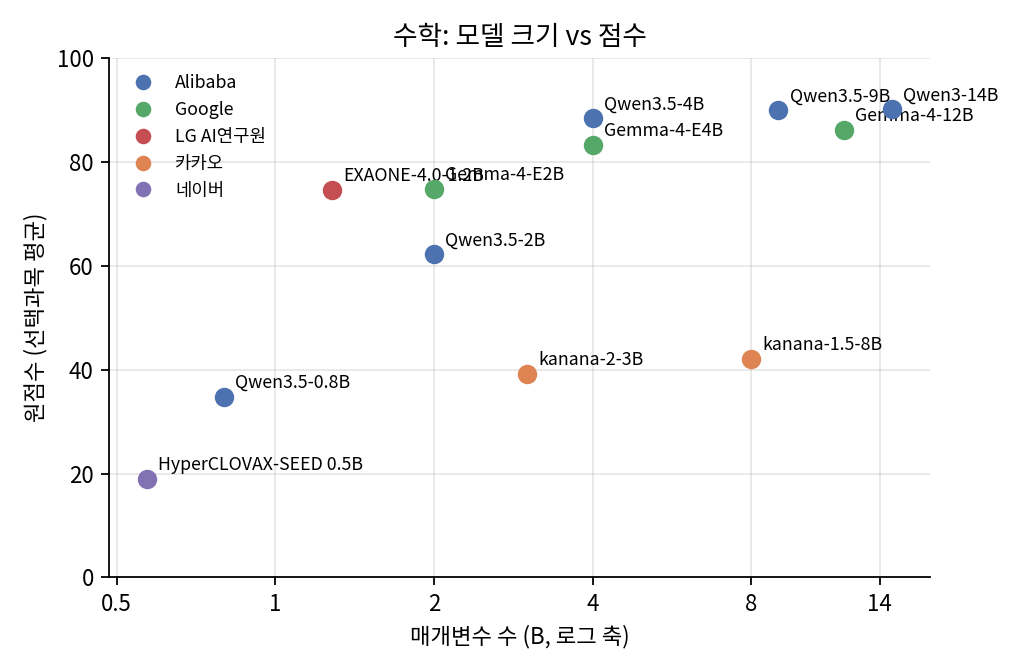 수학: 모델 크기 vs 점수
100
80
60
40
20
0
원점수 (선택과목 평균)
Alibaba
Google
LG AI연구원
카카오
네이버
Qwen3.5-4B
Gemma-4-E4B
Qwen3.5-9B
Qwen3-14B
Gemma-4-12B
EXAONE-4.0-1.2B
Gemma-4-E2B
Qwen3.5-2B
kanana-2-3B
kanana-1.5-8B
Qwen3.5-0.8B
HyperCLOVAX-SEED 0.5B
0.5
1
2
4
8
14
매개변수 수 (B, 로그 축)